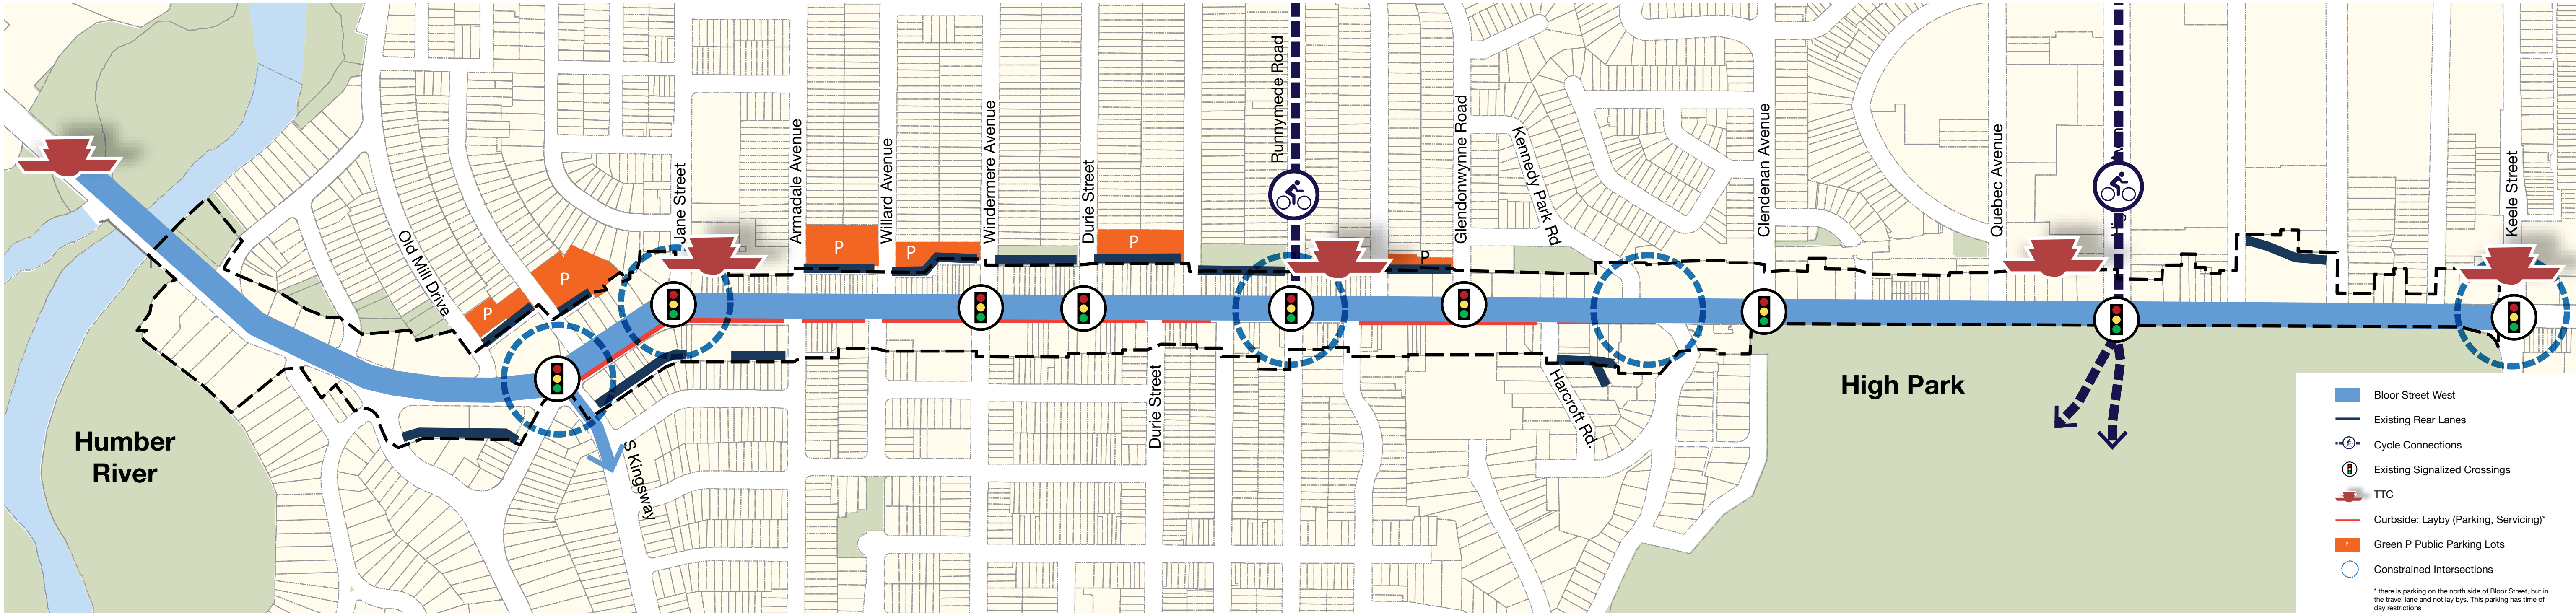 Old Mill Drive
Jane Street
Armadale Avenue
Willard Avenue
Windermere Avenue
Durie Street
Runnymede Road
Glendonwynne Road
Kennedy Park Rd
Clendenan Avenue
Quebec Avenue
Keele Street
P
P
P
P
P
P
Humber
River
S Kingsway
Durie Street
Harcroft Rd.
High Park
Bloor Street West
Existing Rear Lanes
Cycle Connections
Existing Signalized Crossings
TTC
Curbside: Layby (Parking, Servicing)*
P
Green P Public Parking Lots
Constrained Intersections
* there is parking on the north side of Bloor Street, but in
the travel lane and not lay bys. This parking has time of
day restrictions